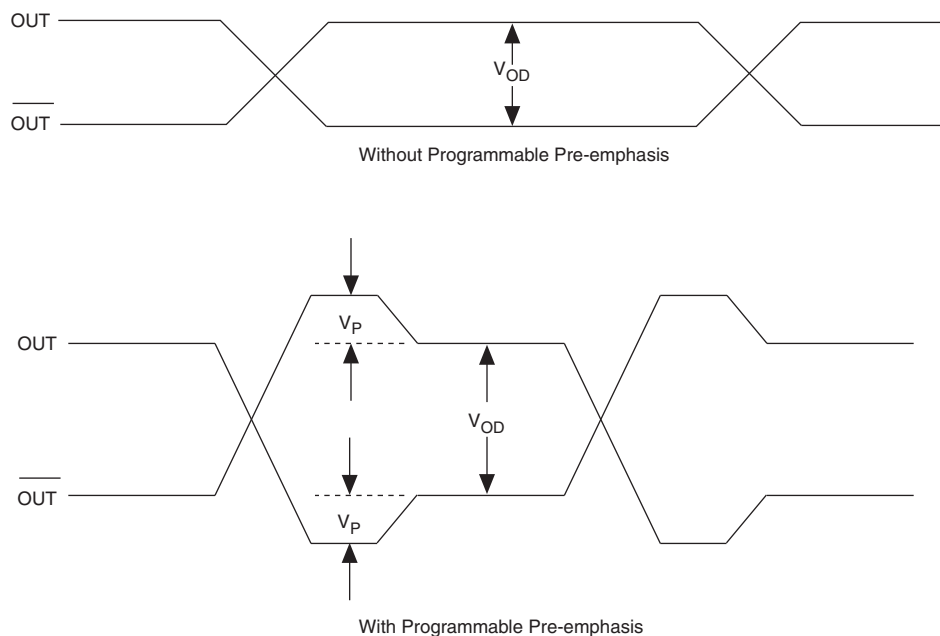 OUT
V_OD
OUT
Without Programmable Pre-emphasis
V_P
OUT
V_OD
OUT
V_P
With Programmable Pre-emphasis